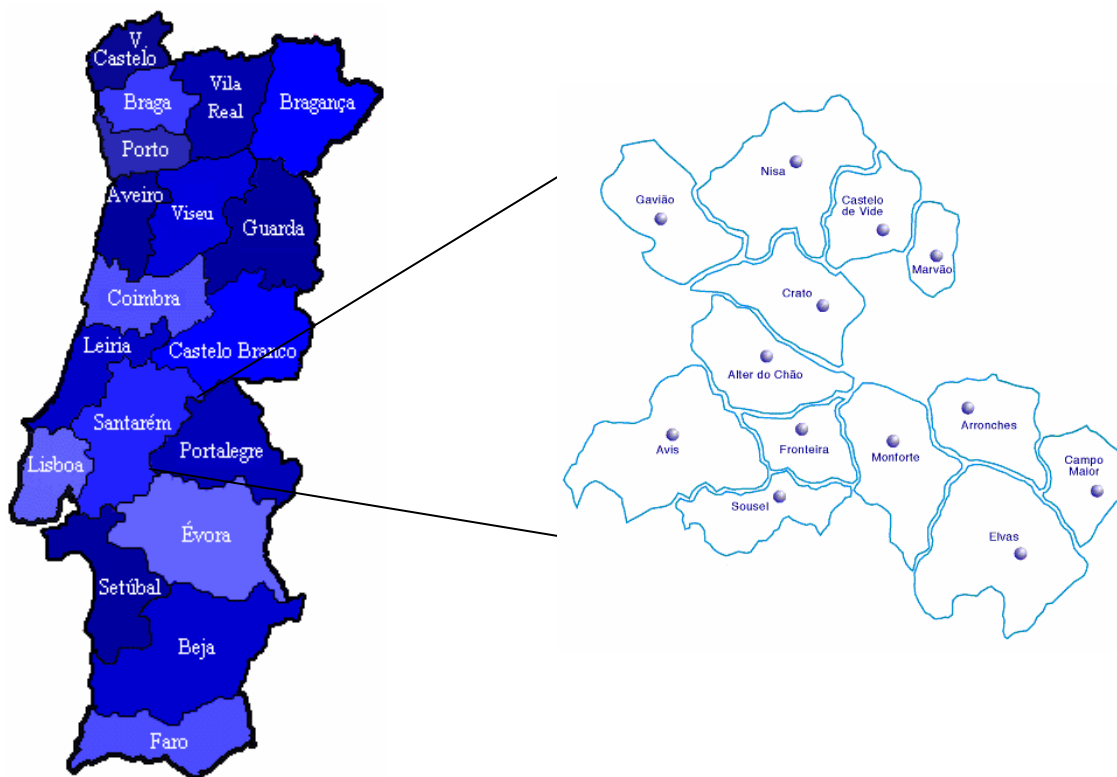 V
Castelo
Braga
Vila
Real
Bragança
Porto
Aveiro
Viseu
Guarda
Coimbra
Leiria
Castelo Branco
Santarém
Portalegre
Lisboa
Évora
Setúbal
Beja
Faro
Nisa
Gavião
Castelo
de Vide
Marvão
Crato
Alter do Chão
Arronches
Avis
Fronteira
Monforte
Campo
Maior
Sousel
Elvas